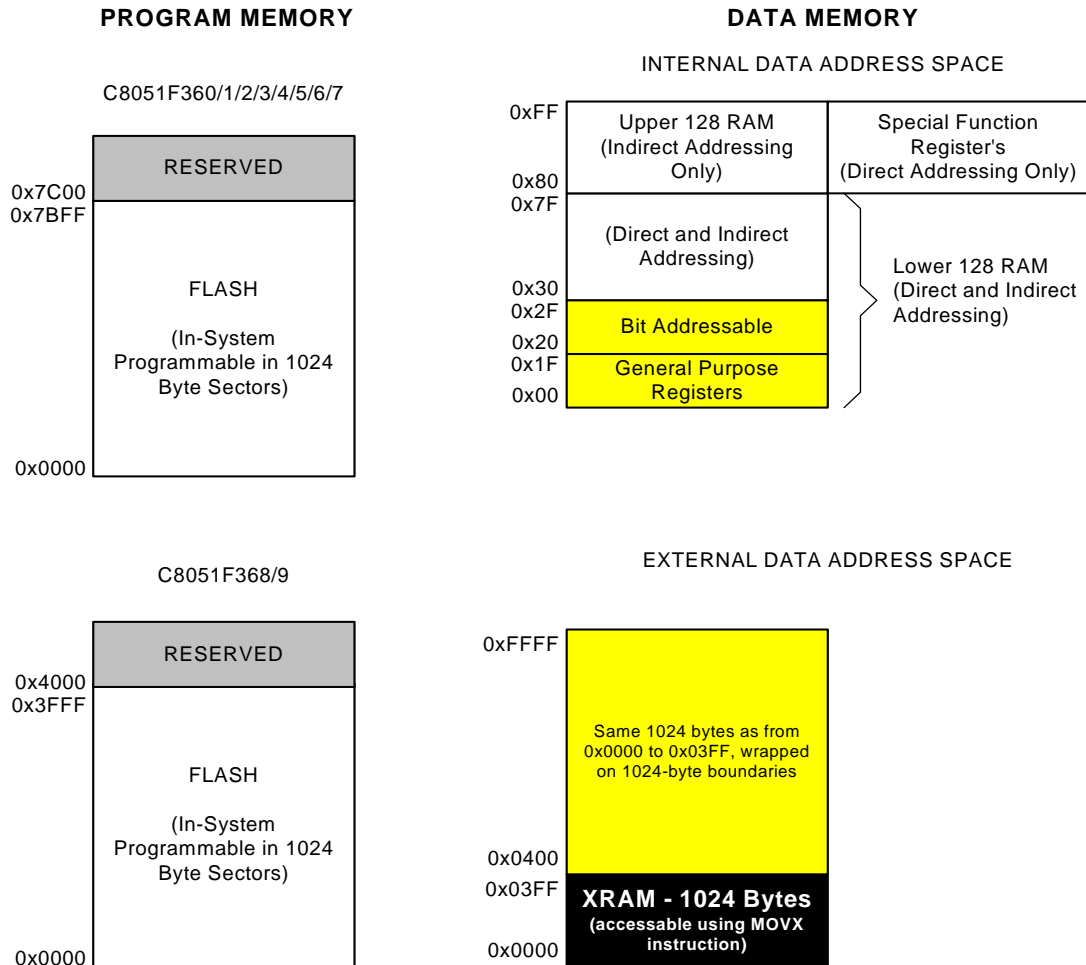 PROGRAM MEMORY
C8051F360/1/2/3/4/5/6/7
RESERVED
0x7C00
0x7BFF
FLASH
(In-System
Programmable in 1024
Byte Sectors)
0x0000
C8051F368/9
RESERVED
0x4000
0x3FFF
FLASH
(In-System
Programmable in 1024
Byte Sectors)
0x0000
DATA MEMORY
INTERNAL DATA ADDRESS SPACE
0xFF
Upper 128 RAM
(Indirect Addressing
Only)
Special Function
Register's
(Direct Addressing Only)
0x80
0x7F
(Direct and Indirect
Addressing)
Lower 128 RAM
(Direct and Indirect
Addressing)
0x30
0x2F
Bit Addressable
0x20
0x1F
General Purpose
Registers
0x00
EXTERNAL DATA ADDRESS SPACE
0xFFFF
Same 1024 bytes as from
0x0000 to 0x03FF, wrapped
on 1024-byte boundaries
0x0400
0x03FF
XRAM - 1024 Bytes
(accessable using MOVX
instruction)
0x0000